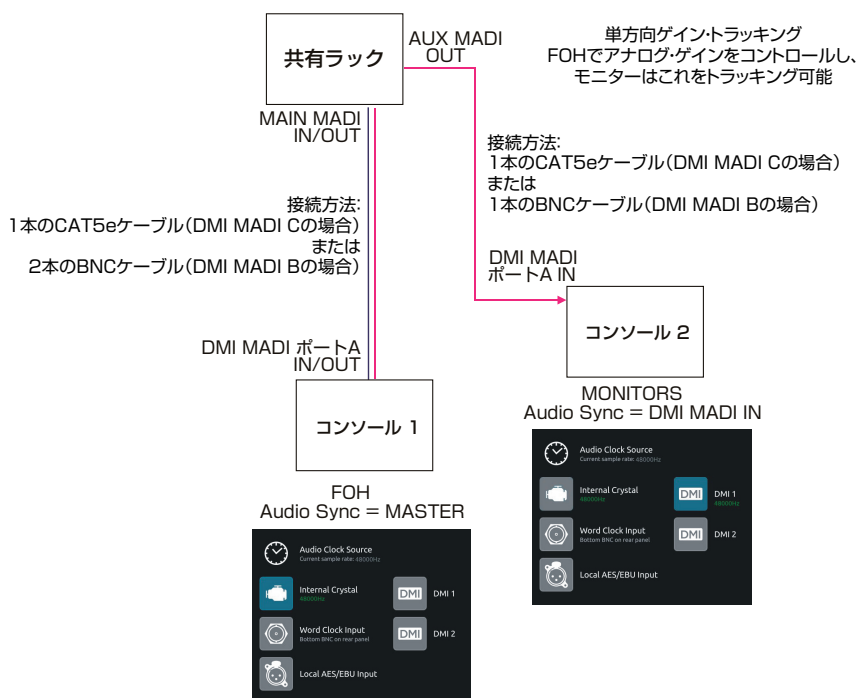 共有ラック
AUX MADI
OUT
単方向ゲイン・トラッキング
FOHでアナログ・ゲインをコントロールし、
モニターはこれをトラッキング可能
MAIN MADI
IN/OUT
接続方法:
1本のCAT5eケーブル(DMI MADI Cの場合)
または
1本のBNCケーブル(DMI MADI Bの場合)
接続方法:
1本のCAT5eケーブル(DMI MADI Cの場合)
または
2本のBNCケーブル(DMI MADI Bの場合)
DMI MADI
ポートA IN
コンソール 2
DMI MADI ポートA
IN/OUT
コンソール 1
MONITORS
Audio Sync = DMI MADI IN
Audio Clock Source
Current sample rate: 48000Hz
Internal Crystal
48000Hz
DMI
DMI 1
48000Hz
Word Clock Input
Bottom BNC on rear panel
DMI
DMI 2
Local AES/EBU Input
FOH
Audio Sync = MASTER
Audio Clock Source
Current sample rate: 48000Hz
Internal Crystal
48000Hz
DMI
DMI 1
Word Clock Input
Bottom BNC on rear panel
DMI
DMI 2
Local AES/EBU Input